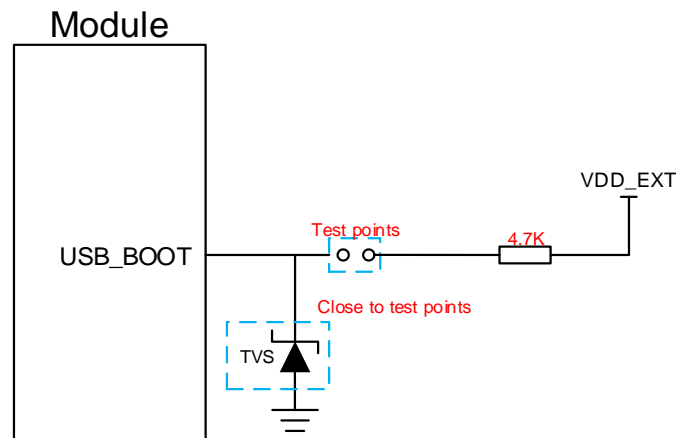 Module
VDD_EXT
Test points
4.7K
USB_BOOT
Close to test points
TVS